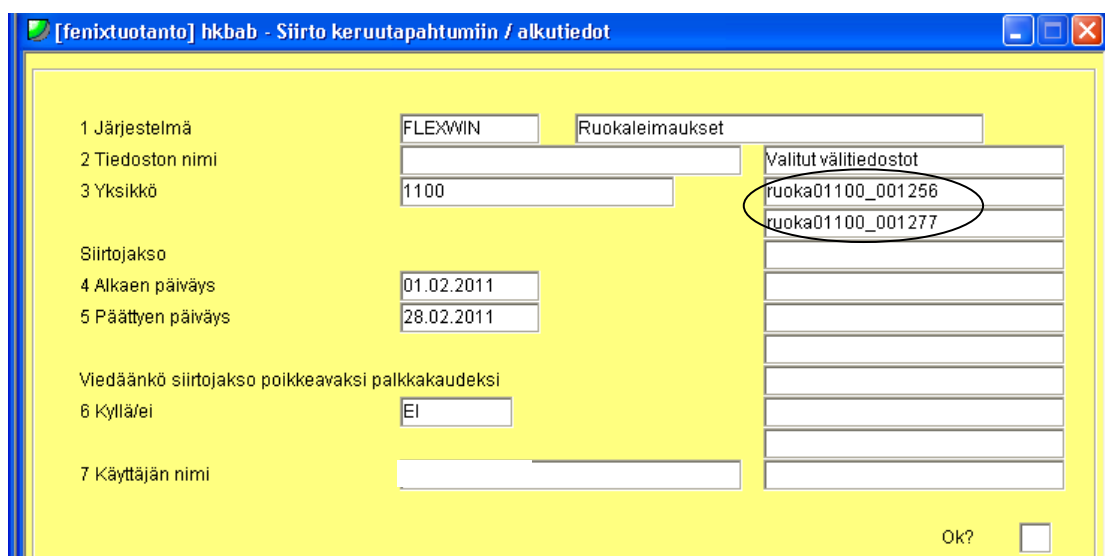 [fenixtuotanto] hkbab - Siirto keruutapahtumiin / alkutiedot
1 Järjestelmä FLEXWIN Ruokaleimaukset
2 Tiedoston nimi Valitut välitiedostot
3 Yksikkö 1100 ruoka01100_001256
ruoka01100_001277
Siirtojakso
4 Alkaen päiväys 01.02.2011
5 Päättyen päiväys 28.02.2011
Viedäänkö siirtojakso poikkeavaksi palkkakaudeksi
6 Kyllä/ei EI
7 Käyttäjän nimi
Ok?